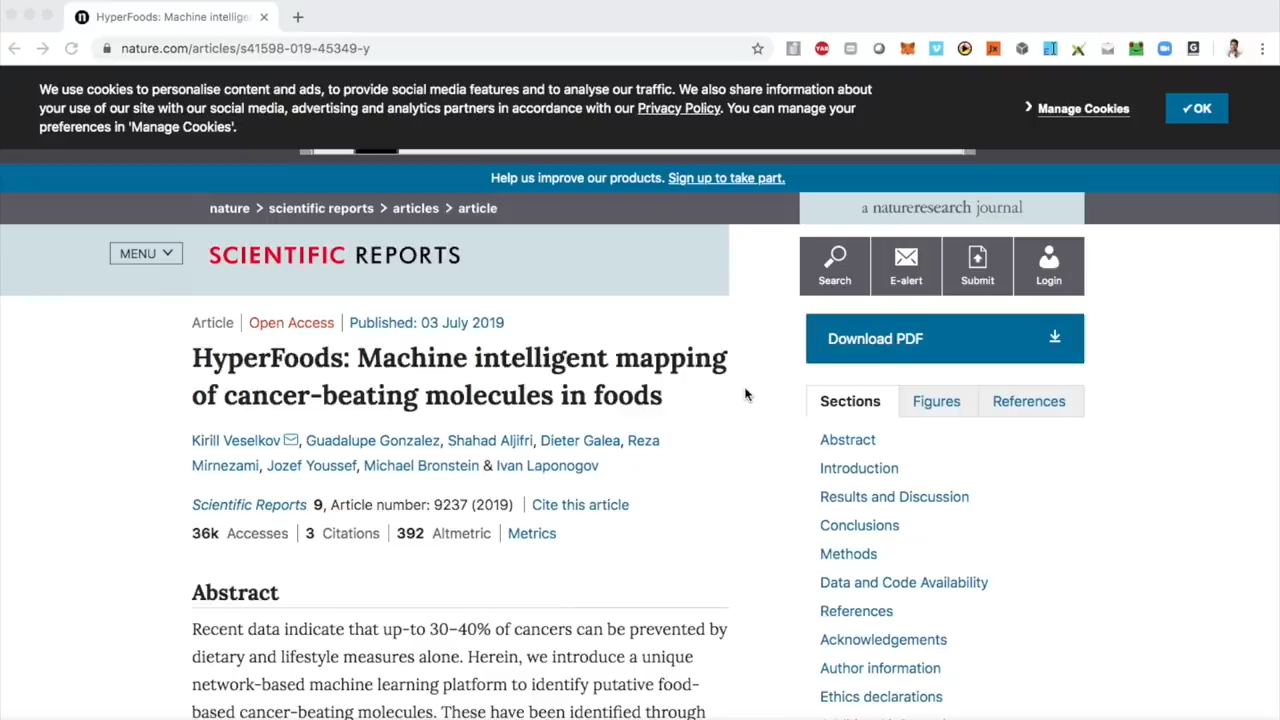 HyperFoods: Machine intellige
nature.com/articles/s41598-019-45349-y
We use cookies to personalise content and ads, to provide social media features and to analyse our traffic. We also share information about
your use of our site with our social media, advertising and analytics partners in accordance with our Privacy Policy. You can manage your
preferences in 'Manage Cookies'.
Manage Cookies
✓OK
Help us improve our products. Sign up to take part.
nature > scientific reports > articles > article
a natureresearch journal
MENU
SCIENTIFIC REPORTS
Search
E-alert
Submit
Login
Article | Open Access | Published: 03 July 2019
HyperFoods: Machine intelligent mapping
of cancer-beating molecules in foods
Kirill Veselkov, Guadalupe Gonzalez, Shahad Aljifri, Dieter Galea, Reza
Mirnezami, Jozef Youssef, Michael Bronstein & Ivan Laponogov
Scientific Reports 9, Article number: 9237 (2019) | Cite this article
36k Accesses | 3 Citations | 392 Altmetric | Metrics
Abstract
Recent data indicate that up-to 30–40% of cancers can be prevented by
dietary and lifestyle measures alone. Herein, we introduce a unique
network-based machine learning platform to identify putative food-
based cancer-beating molecules. These have been identified through
Download PDF
Sections
Figures
References
Abstract
Introduction
Results and Discussion
Conclusions
Methods
Data and Code Availability
References
Acknowledgements
Author information
Ethics declarations